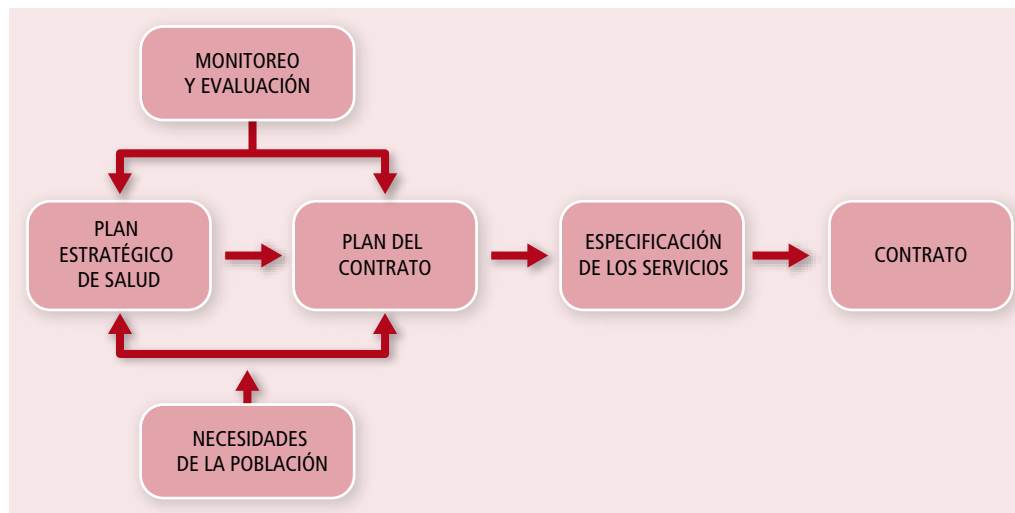 MONITOREO
Y EVALUACIÓN
PLAN
ESTRATÉGICO
DE SALUD
PLAN DEL
CONTRATO
ESPECIFICACIÓN
DE LOS SERVICIOS
CONTRATO
NECESIDADES
DE LA POBLACIÓN